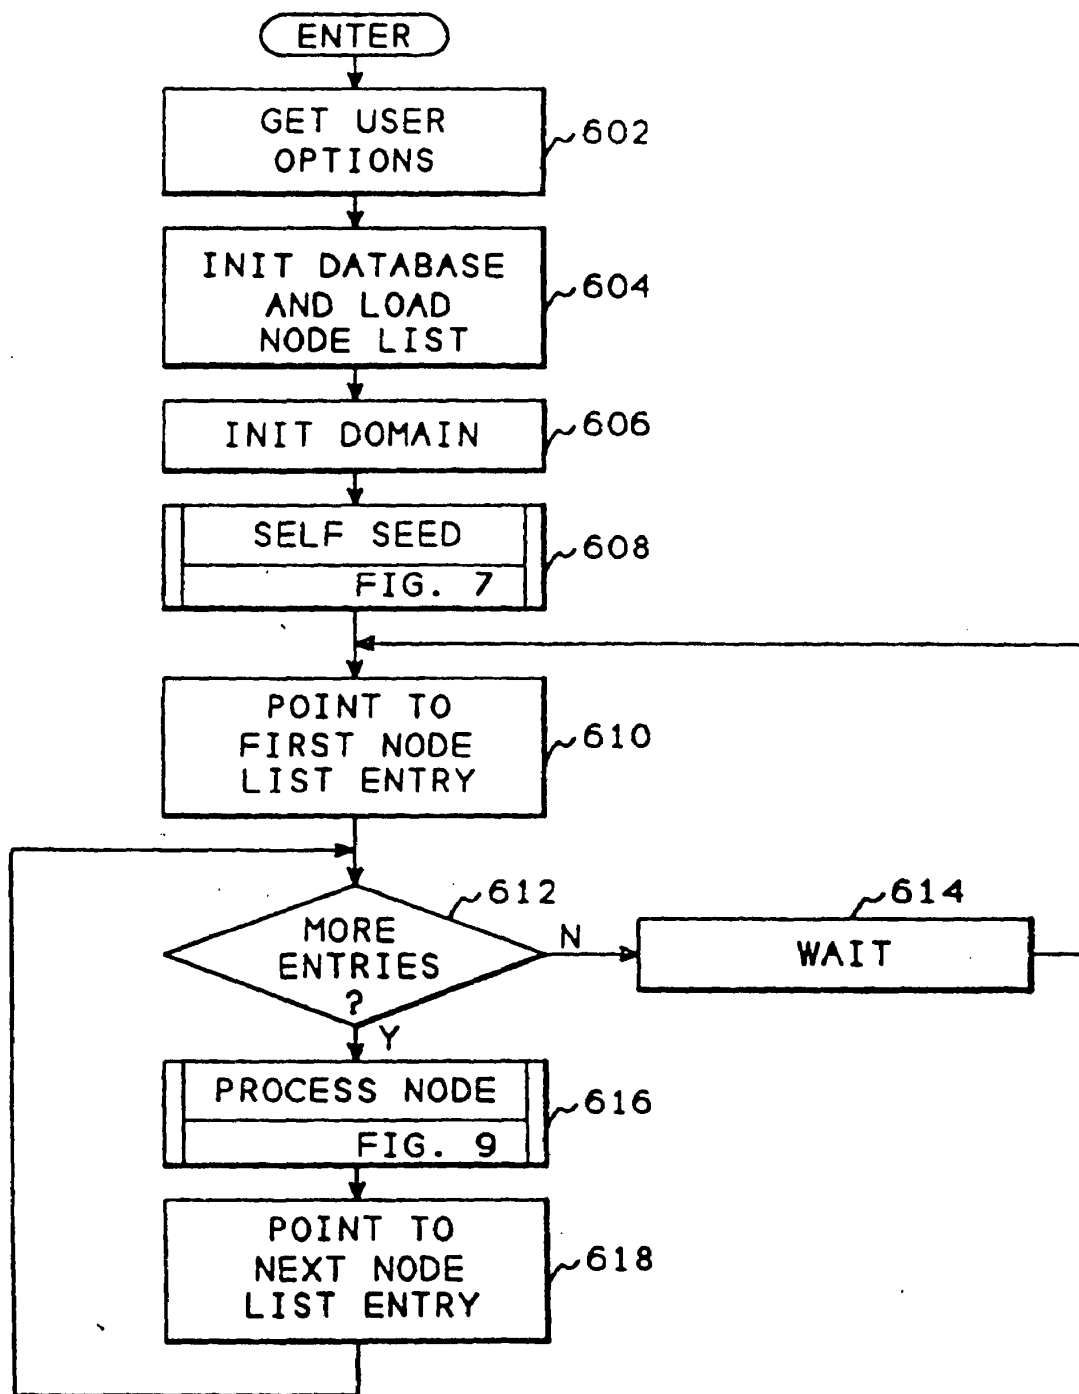 ENTER
GET USER
OPTIONS
602
INIT DATABASE
AND LOAD
NODE LIST
604
INIT DOMAIN
606
SELF SEED
FIG. 7
608
POINT TO
FIRST NODE
LIST ENTRY
610
MORE
ENTRIES
?
612
N
Y
WAIT
614
PROCESS NODE
FIG. 9
616
POINT TO
NEXT NODE
LIST ENTRY
618